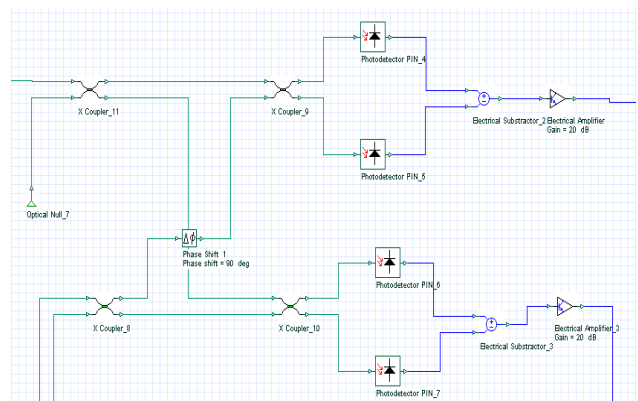 Photodetector PIN_4
X Coupler_11
X Coupler_9
Electrical Substractor_2
Electrical Amplifier
Gain = 20 dB
Photodetector PIN_5
Optical Null_7
Phase Shift 1
Phase shift = 90 deg
Photodetector PIN_6
X Coupler_8
X Coupler_10
Electrical Amplifier_3
Gain = 20 dB
Electrical Substractor_3
Photodetector PIN_7